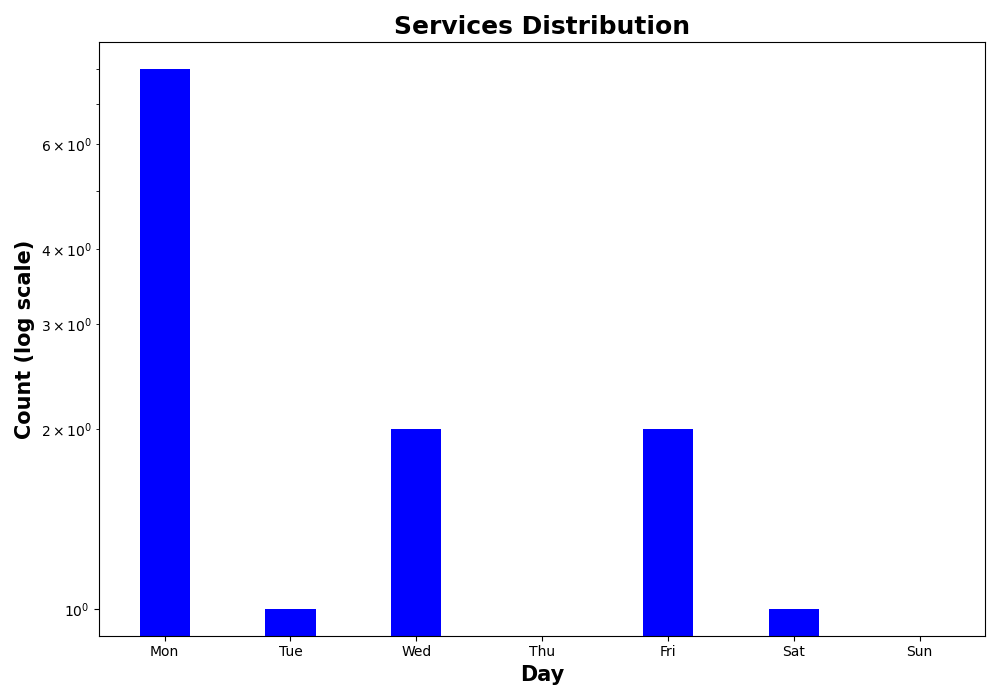 Services Distribution
Count (log scale)
6 × 10⁰
4 × 10⁰
3 × 10⁰
2 × 10⁰
10⁰
Mon Tue Wed Thu Fri Sat Sun
Day